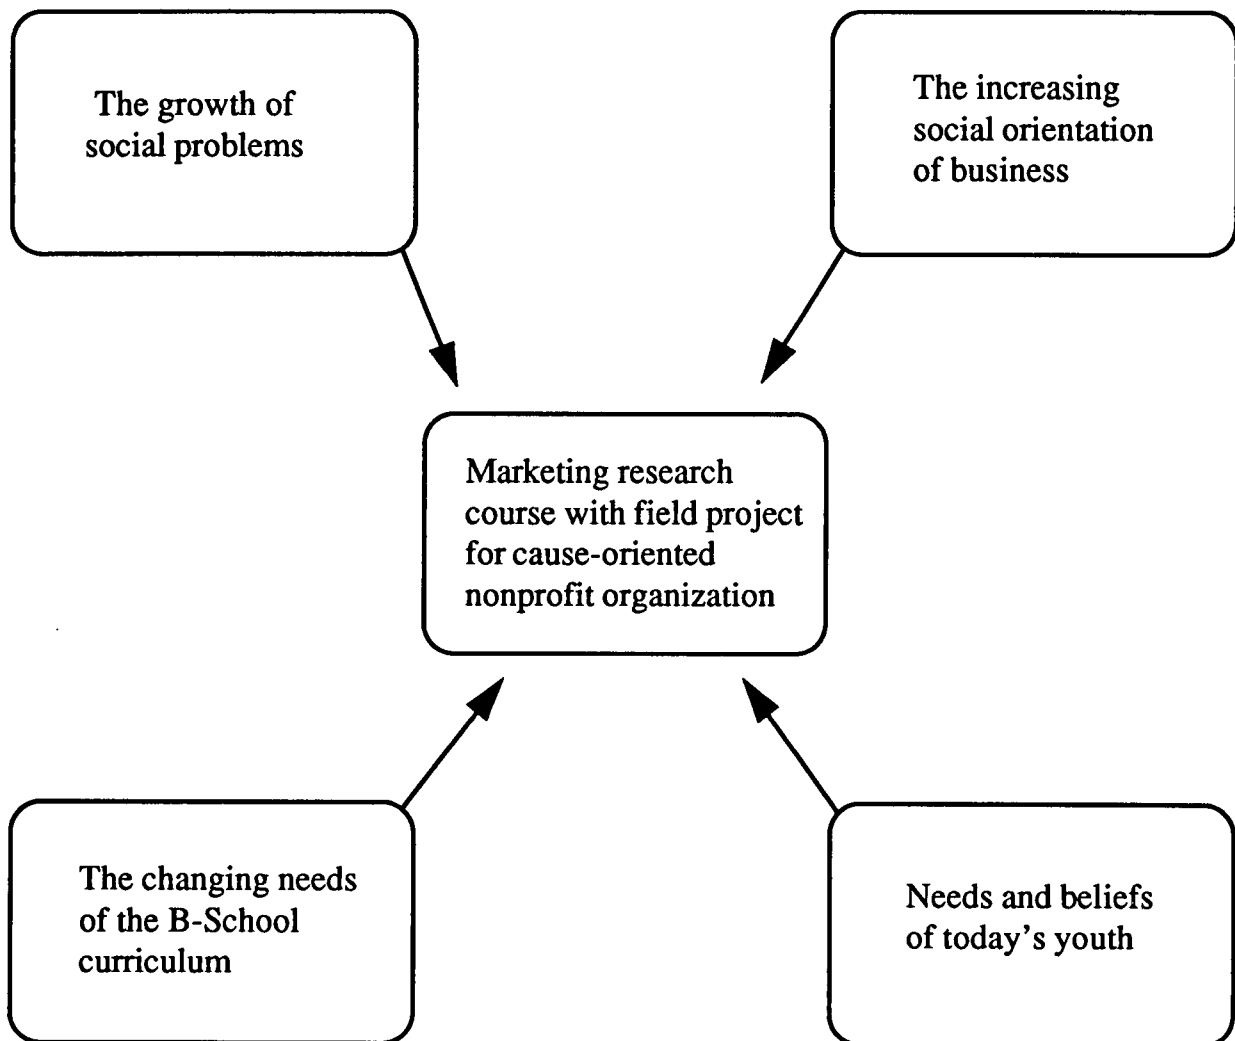 The growth of
social problems
The increasing
social orientation
of business
Marketing research
course with field project
for cause-oriented
nonprofit organization
The changing needs
of the B-School
curriculum
Needs and beliefs
of today's youth